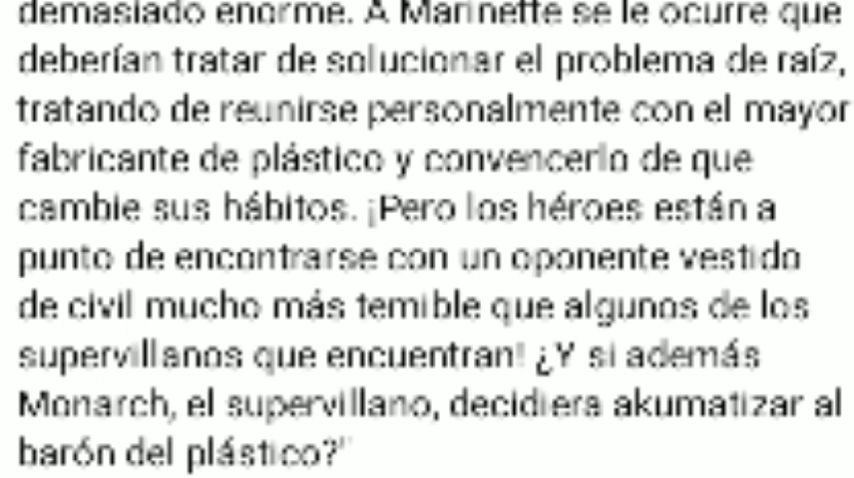 demasiado enorme. A Marinette se le ocurre que
deberían tratar de solucionar el problema de raíz,
tratando de reunirse personalmente con el mayor
fabricante de plástico y convencerlo de que
cambie sus hábitos. ¡Pero los héroes están a
punto de encontrarse con un oponente vestido
de civil mucho más temible que algunos de los
supervillanos que encuentran! ¿Y si además
Monarch, el supervillano, decidiera akumatizar al
barón del plástico?"